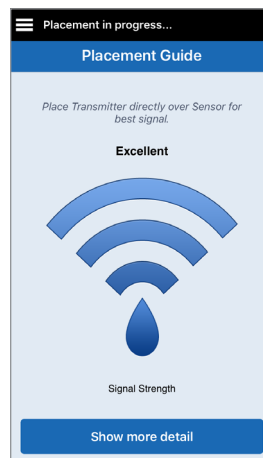 Placement in progress...
Placement Guide
Place Transmitter directly over Sensor for
best signal.
Excellent
Signal Strength
Show more detail